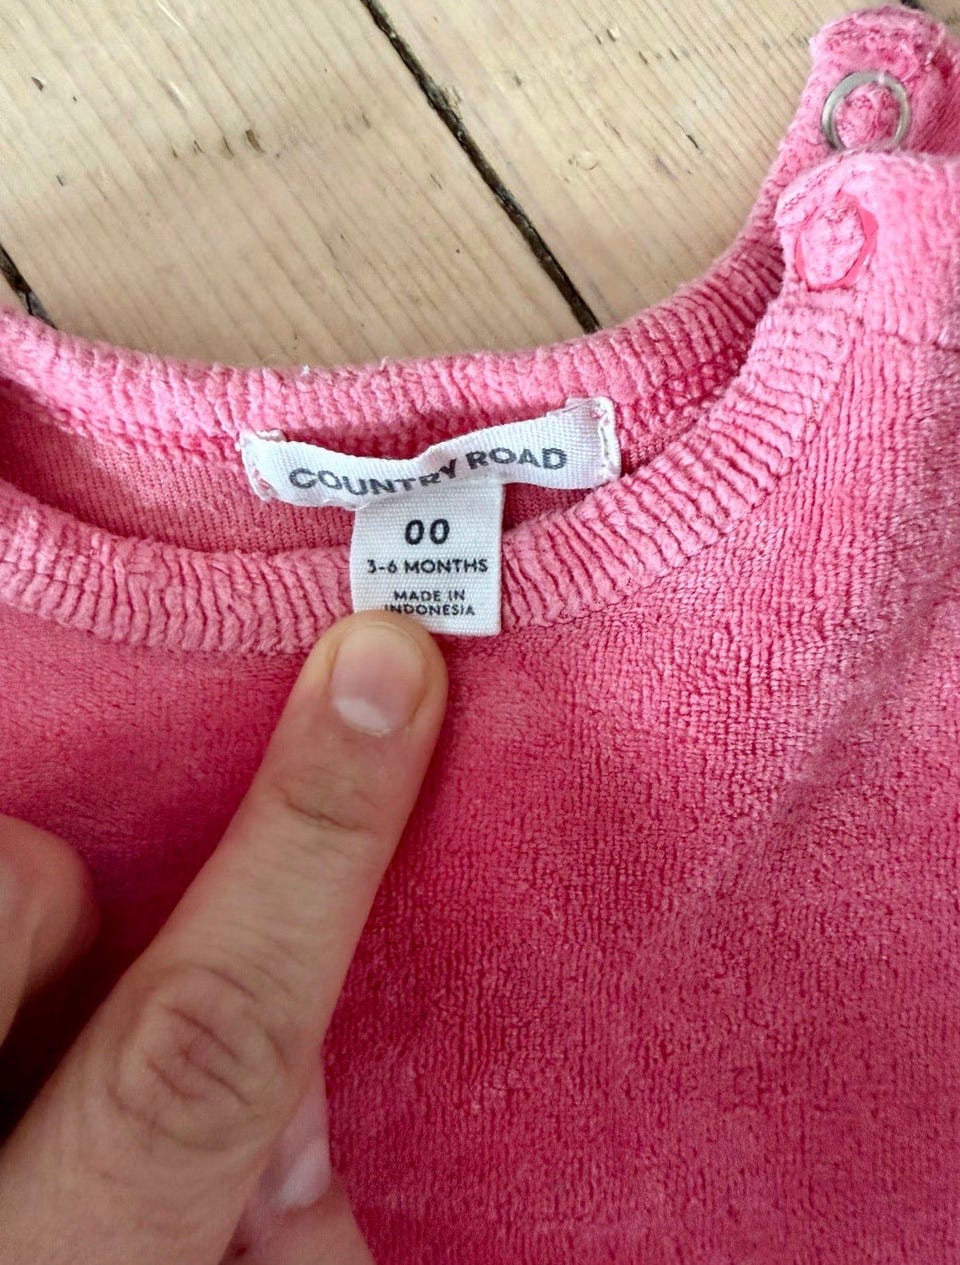 COUNTRY ROAD
00
3-6 MONTHS
MADE IN
INDONESIA